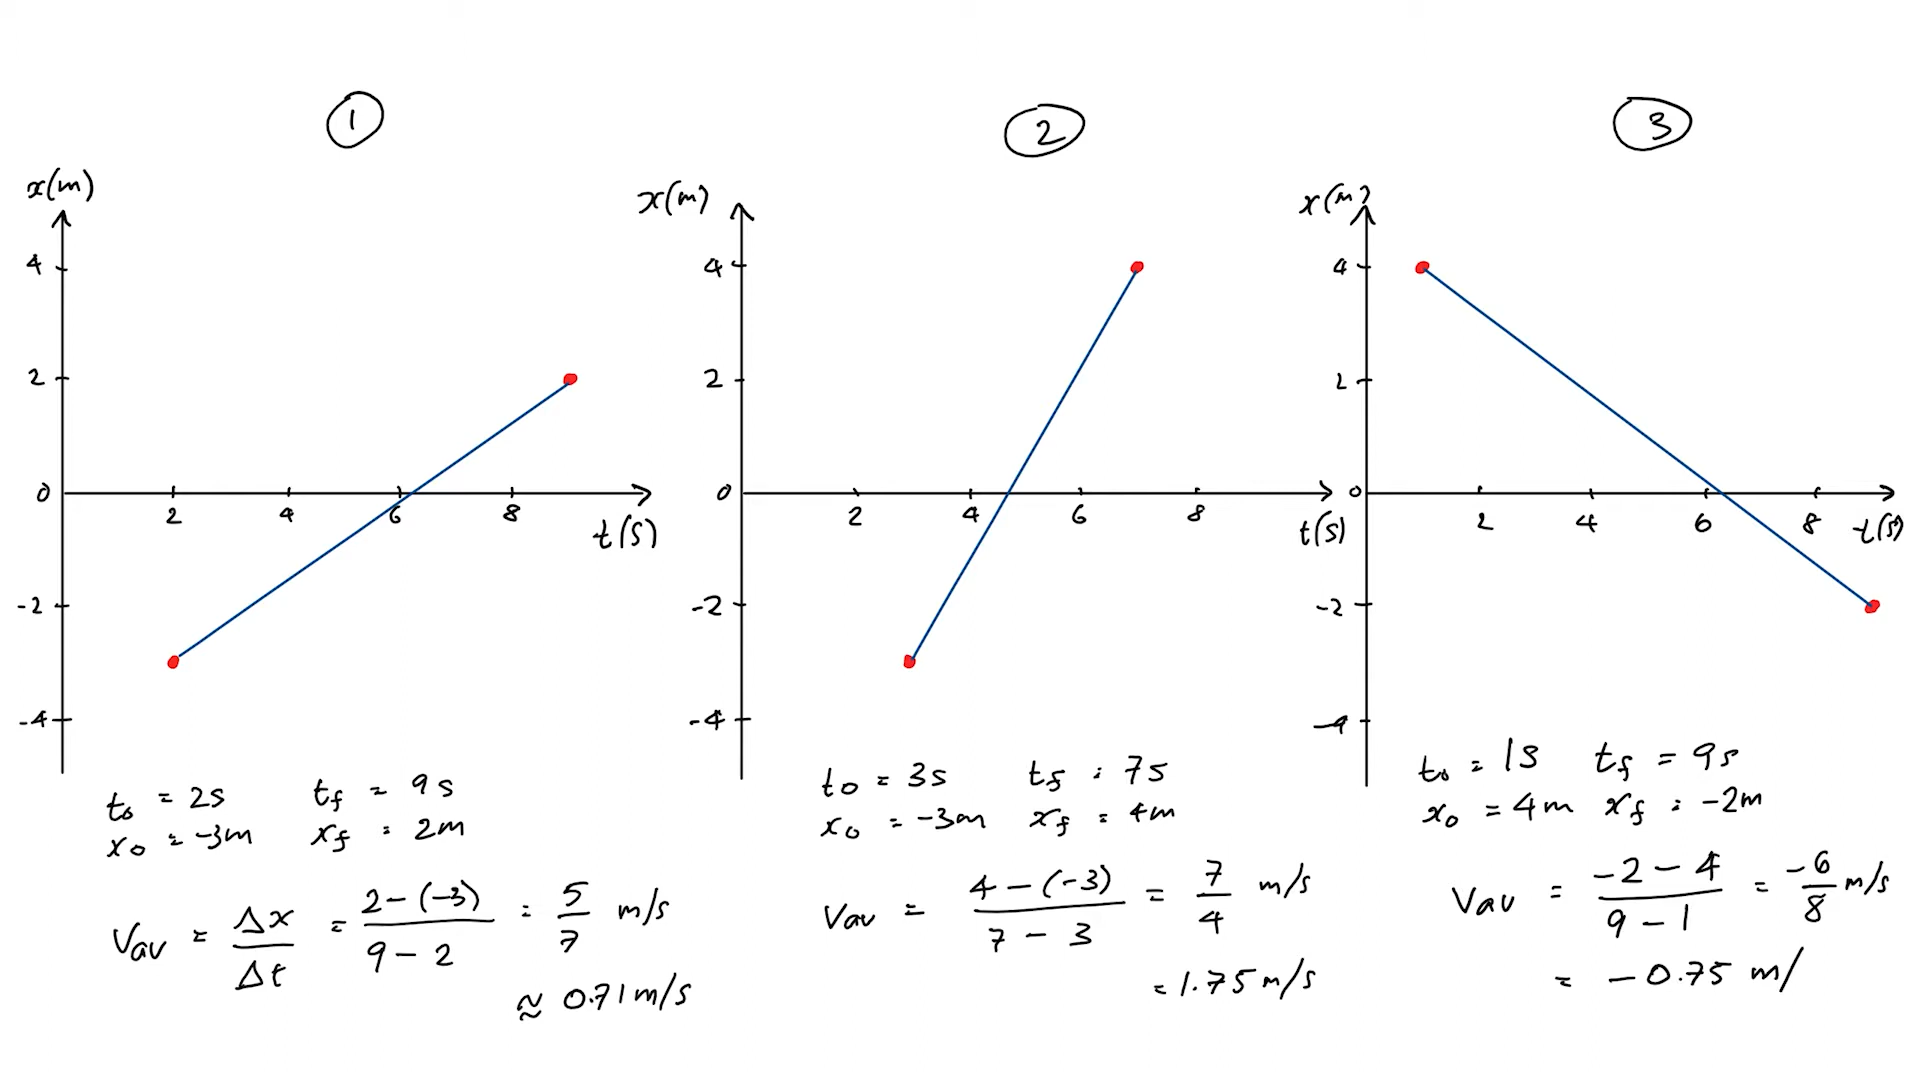 ①
x(m)
4
2
0
2 4 6 8
t(s)
-2
-4
t₀ = 2s t_f = 9s
x₀ = -3m x_f = 2m
V_av = Δx/Δt = (2-(-3))/(9-2) = 5/7 m/s
≈ 0.71 m/s
②
x(m)
4
2
0
2 4 6 8
t(s)
-2
-4
t₀ = 3s t_f = 7s
x₀ = -3m x_f = 4m
V_av = (4-(-3))/(7-3) = 7/4 m/s
= 1.75 m/s
③
x(m)
4
2
0
2 4 6 8
t(s)
-2
-4
t₀ = 1s t_f = 9s
x₀ = 4m x_f = -2m
V_av = (-2-4)/(9-1) = -6/8 m/s
= -0.75 m/